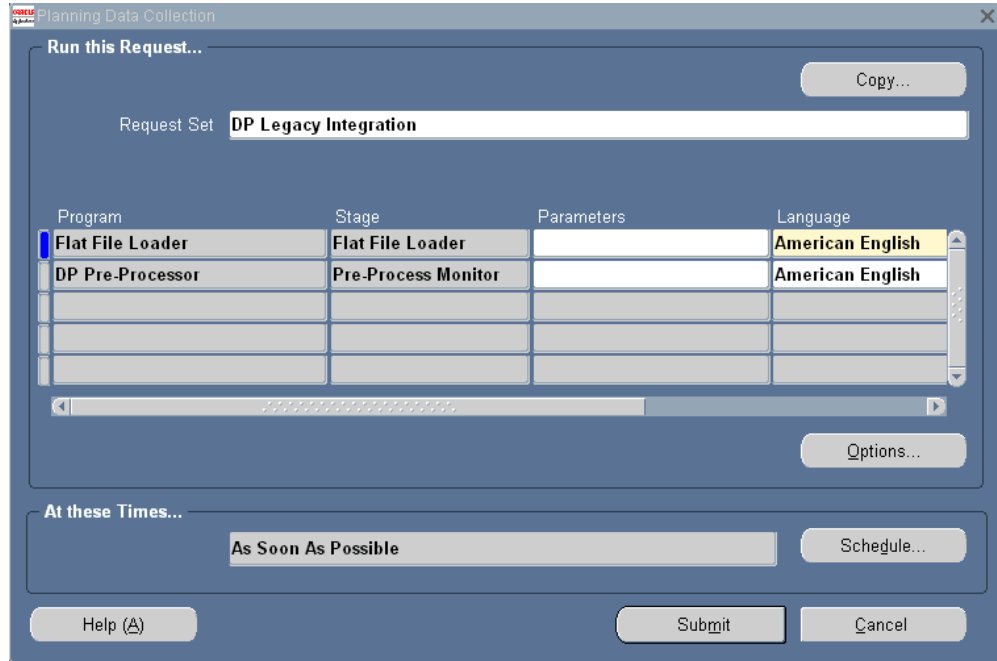 ORACLE
Planning Data Collection
Run this Request...
Copy...
Request Set DP Legacy Integration
Program Stage Parameters Language
Flat File Loader Flat File Loader American English
DP Pre-Processor Pre-Process Monitor American English
Options...
At these Times...
As Soon As Possible
Schedule...
Help (A)
Submit
Cancel